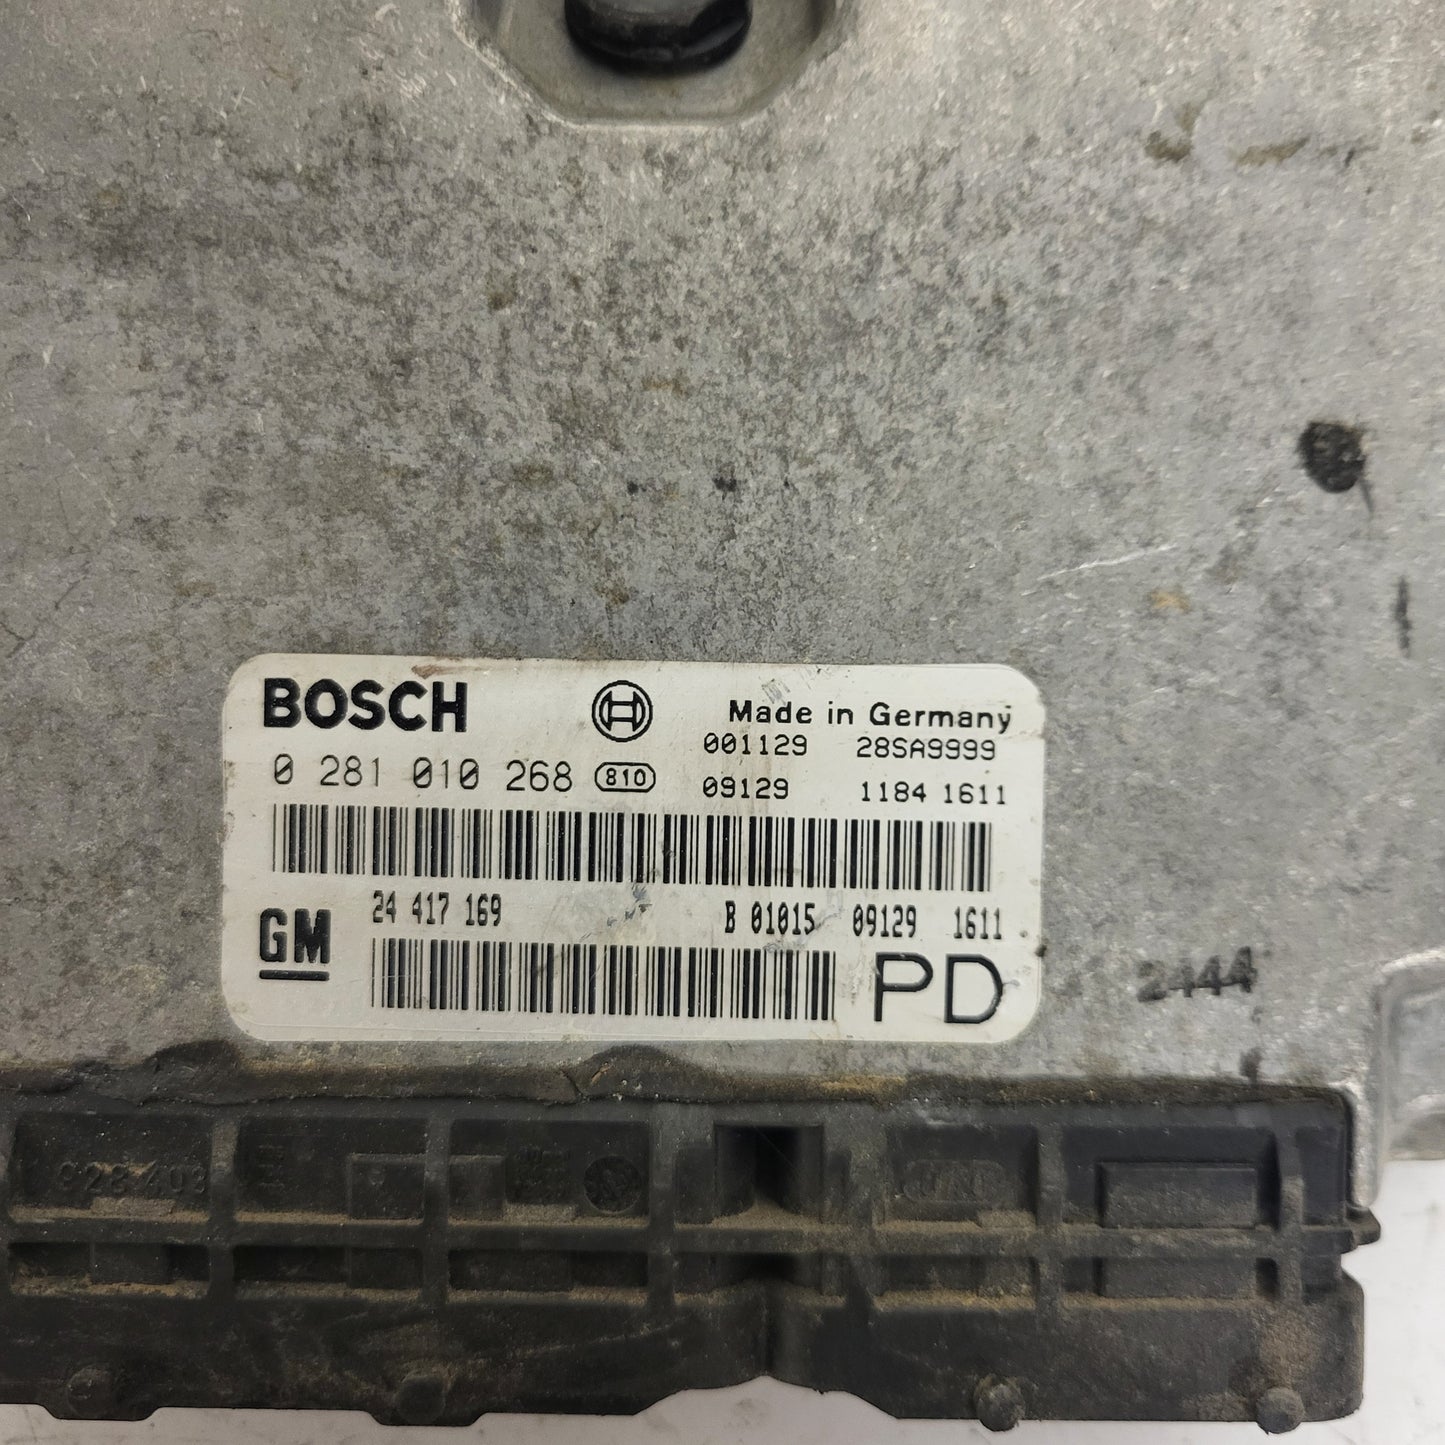 BOSCH
Made in Germany
001129 28SA9999
0 281 010 268 810
09129 1184 1611
24 417 169 B 01015 09129 1611
GM
PD
2444